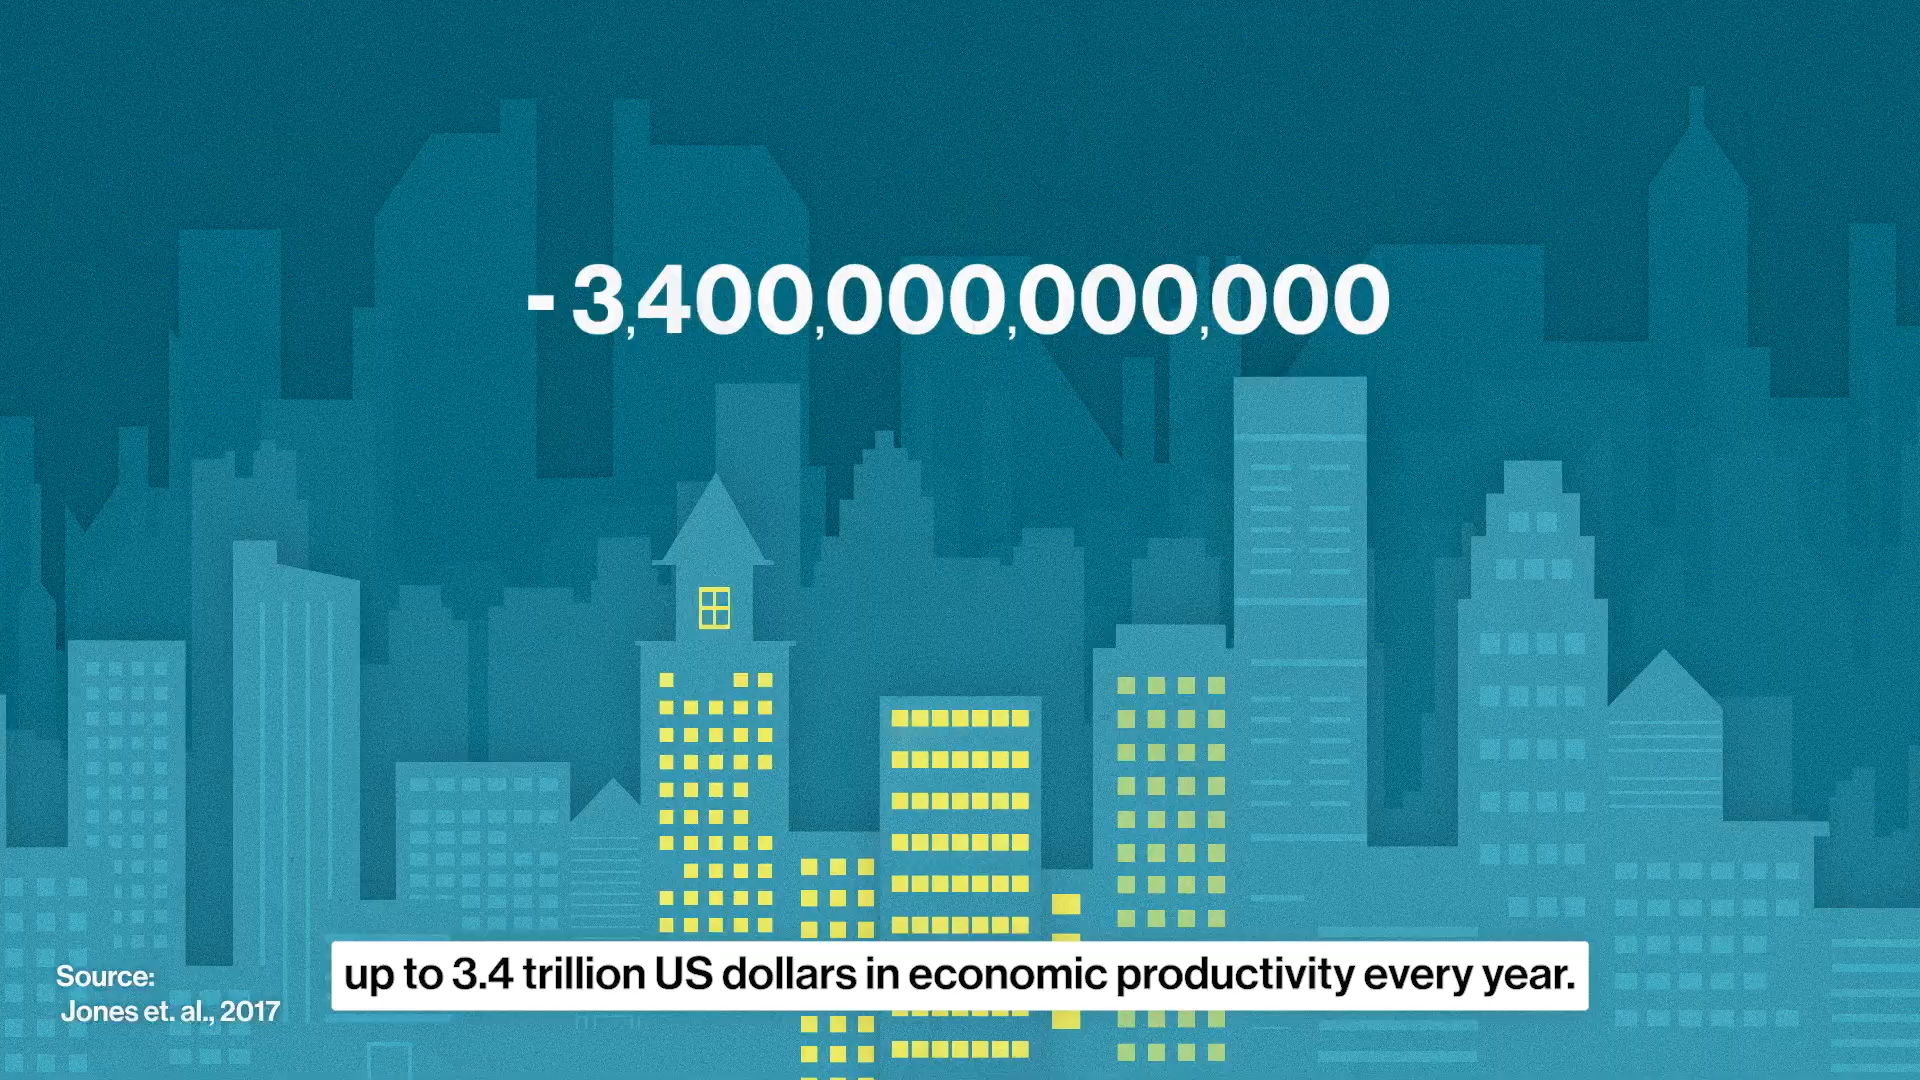 - 3,400,000,000,000
up to 3.4 trillion US dollars in economic productivity every year.
Source:
Jones et. al., 2017